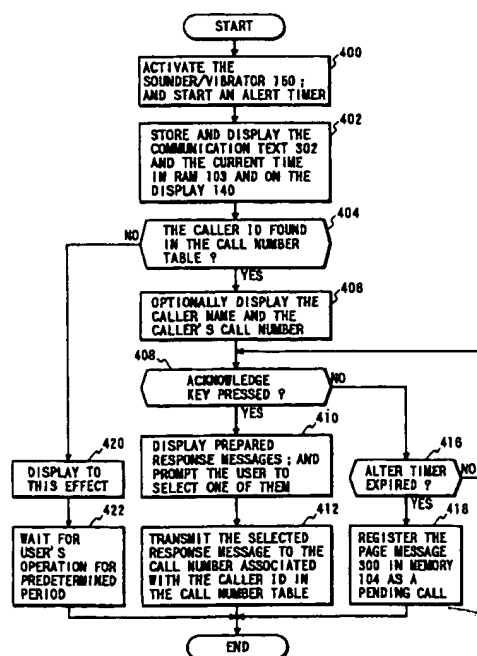 START
400
ACTIVATE THE
SOUNDER/VIBRATOR 150;
AND START AN ALERT TIMER
402
STORE AND DISPLAY THE
COMMUNICATION TEXT 302
AND THE CURRENT TIME
IN RAM 103 AND ON THE
DISPLAY 140
404
NO
THE CALLER ID FOUND
IN THE CALL NUMBER
TABLE ?
YES
406
OPTIONALLY DISPLAY THE
CALLER NAME AND THE
CALLER'S CALL NUMBER
408
ACKNOWLEDGE
KEY PRESSED ?
NO
YES
410
DISPLAY PREPARED
RESPONSE MESSAGES; AND
PROMPT THE USER TO
SELECT ONE OF THEM
416
ALTER TIMER
EXPIRED ?
NO
YES
420
DISPLAY TO
THIS EFFECT
422
WAIT FOR
USER'S
OPERATION FOR
PREDETERMINED
PERIOD
412
TRANSMIT THE SELECTED
RESPONSE MESSAGE TO THE
CALL NUMBER ASSOCIATED
WITH THE CALLER ID IN
THE CALL NUMBER TABLE
418
REGISTER THE
PAGE MESSAGE
300 IN MEMORY
104 AS A
PENDING CALL
END